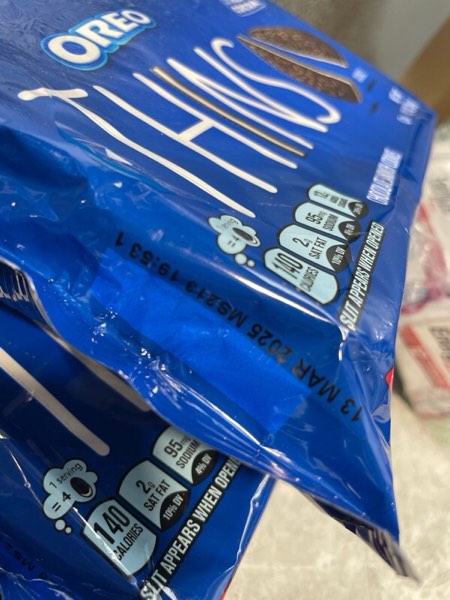 OREO
THINS
140
CALORIES
2g
SAT FAT
10% DV
95mg
SODIUM
SLIT APPEARS WHEN OPENED
13 MAR 2025 MS213 19:53 1
1 serving
= 4
140
CALORIES
2g
SAT FAT
10% DV
95
SODIUM
4% DV
SLIT APPEARS WHEN OPEN